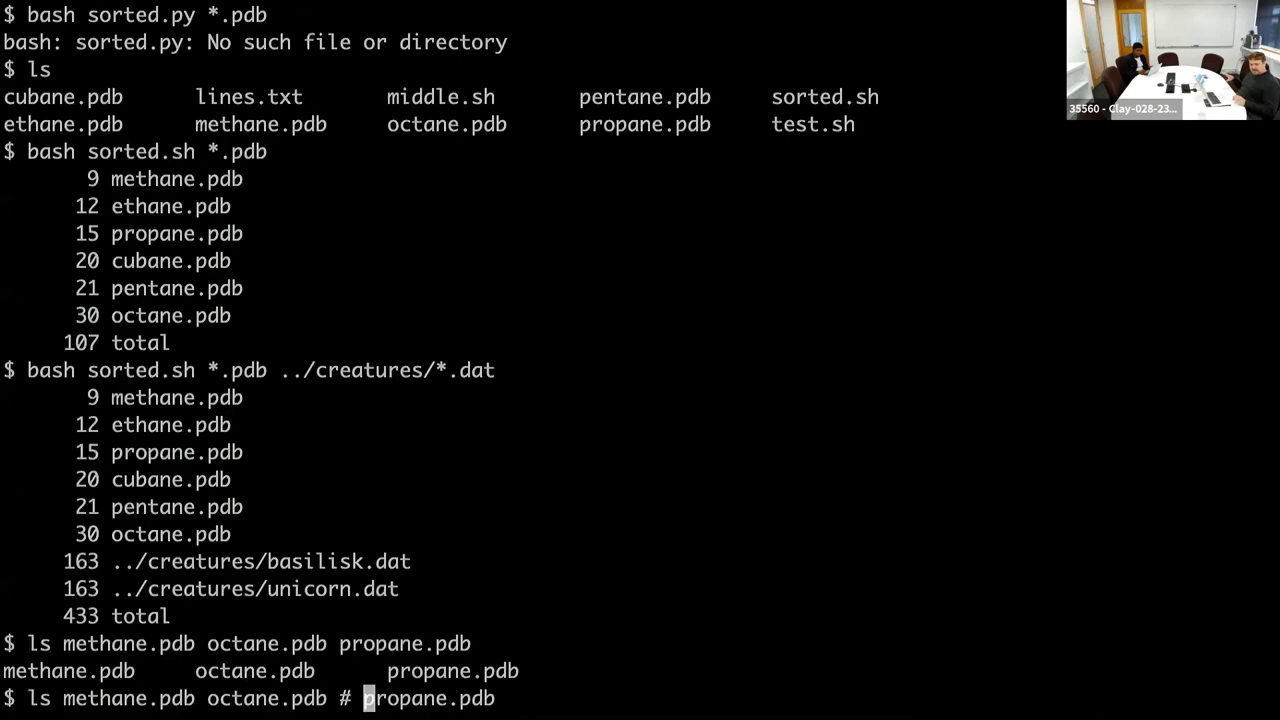 $ bash sorted.py *.pdb
bash: sorted.py: No such file or directory
$ ls
cubane.pdb      lines.txt       middle.sh       pentane.pdb     sorted.sh
ethane.pdb      methane.pdb     octane.pdb      propane.pdb     test.sh
$ bash sorted.sh *.pdb
      9 methane.pdb
     12 ethane.pdb
     15 propane.pdb
     20 cubane.pdb
     21 pentane.pdb
     30 octane.pdb
    107 total
$ bash sorted.sh *.pdb ../creatures/*.dat
      9 methane.pdb
     12 ethane.pdb
     15 propane.pdb
     20 cubane.pdb
     21 pentane.pdb
     30 octane.pdb
    163 ../creatures/basilisk.dat
    163 ../creatures/unicorn.dat
    433 total
$ ls methane.pdb octane.pdb propane.pdb
methane.pdb     octane.pdb      propane.pdb
$ ls methane.pdb octane.pdb # propane.pdb
35560 - Clay-028-23...